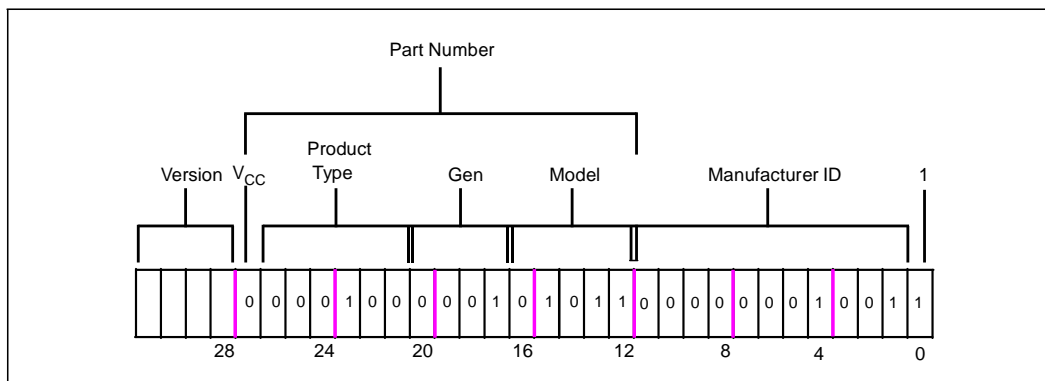 Part Number
Product
Version VCC Type Gen Model Manufacturer ID 1
0 0 0 0 1 0 0 0 0 0 1 0 1 0 1 1 0 0 0 0 0 0 0 1 0 0 1 1
28 24 20 16 12 8 4 0